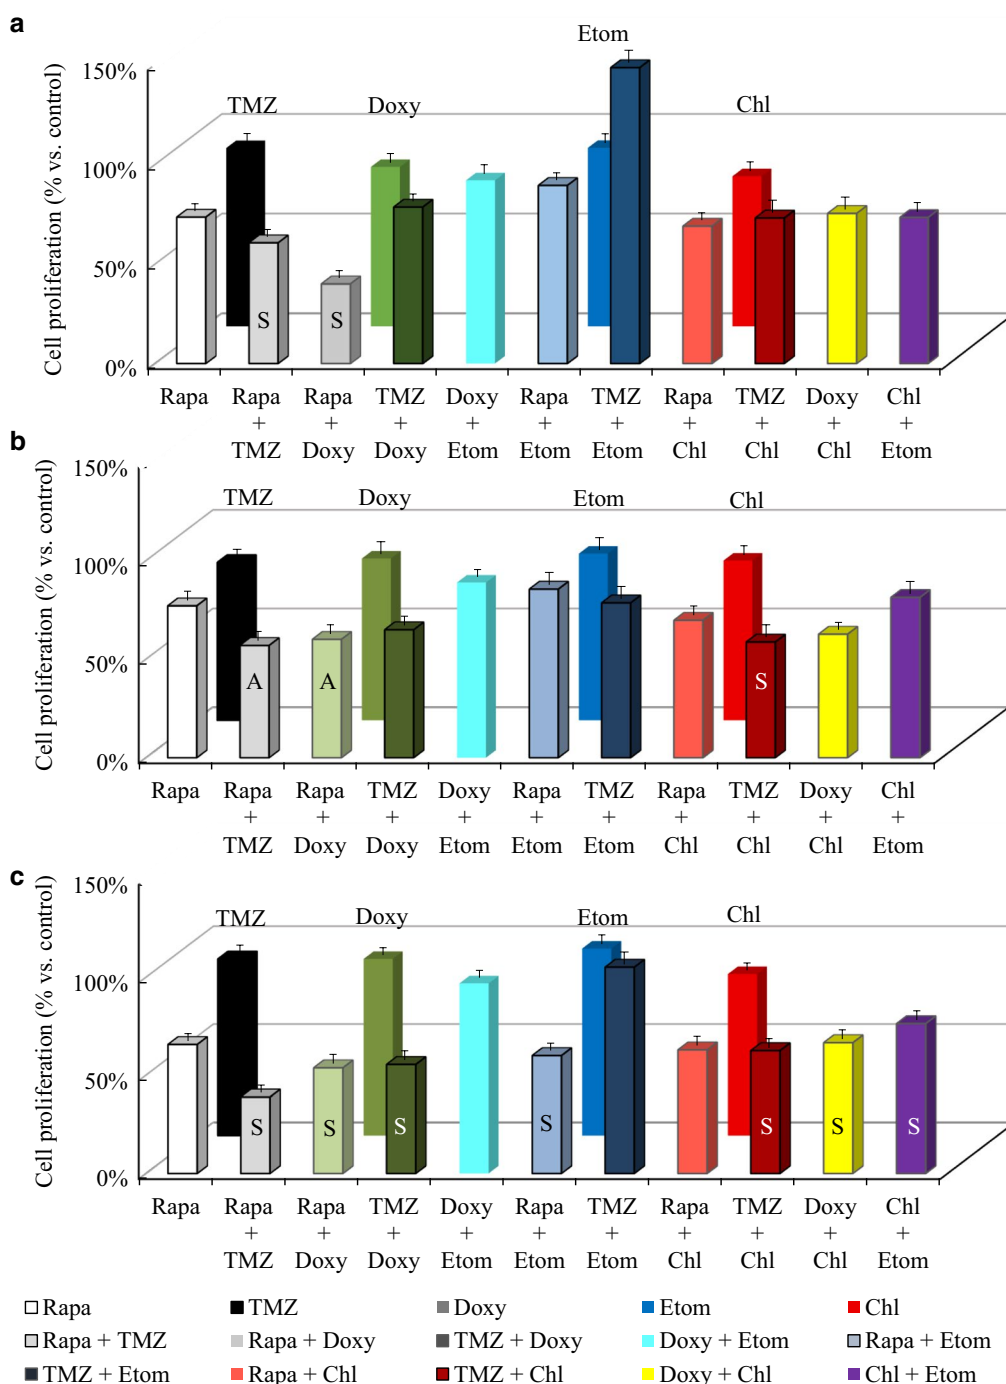 a
Cell proliferation (% vs. control)
150%
100%
50%
0%
TMZ
Doxy
Etom
Chl
S
S
Rapa Rapa Rapa TMZ Doxy Rapa TMZ Rapa TMZ Doxy Chl
+ + + + + + + + + +
TMZ Doxy Doxy Etom Etom Etom Chl Chl Chl Etom
b
Cell proliferation (% vs. control)
150%
100%
50%
0%
TMZ
Doxy
Etom
Chl
A
A
S
Rapa Rapa Rapa TMZ Doxy Rapa TMZ Rapa TMZ Doxy Chl
+ + + + + + + + + +
TMZ Doxy Doxy Etom Etom Etom Chl Chl Chl Etom
c
Cell proliferation (% vs. control)
150%
100%
50%
0%
TMZ
Doxy
Etom
Chl
S
S
S
S
S
S
S
Rapa Rapa Rapa TMZ Doxy Rapa TMZ Rapa TMZ Doxy Chl
+ + + + + + + + + +
TMZ Doxy Doxy Etom Etom Etom Chl Chl Chl Etom
Rapa TMZ Doxy Etom Chl
Rapa + TMZ Rapa + Doxy TMZ + Doxy Doxy + Etom Rapa + Etom
TMZ + Etom Rapa + Chl TMZ + Chl Doxy + Chl Chl + Etom